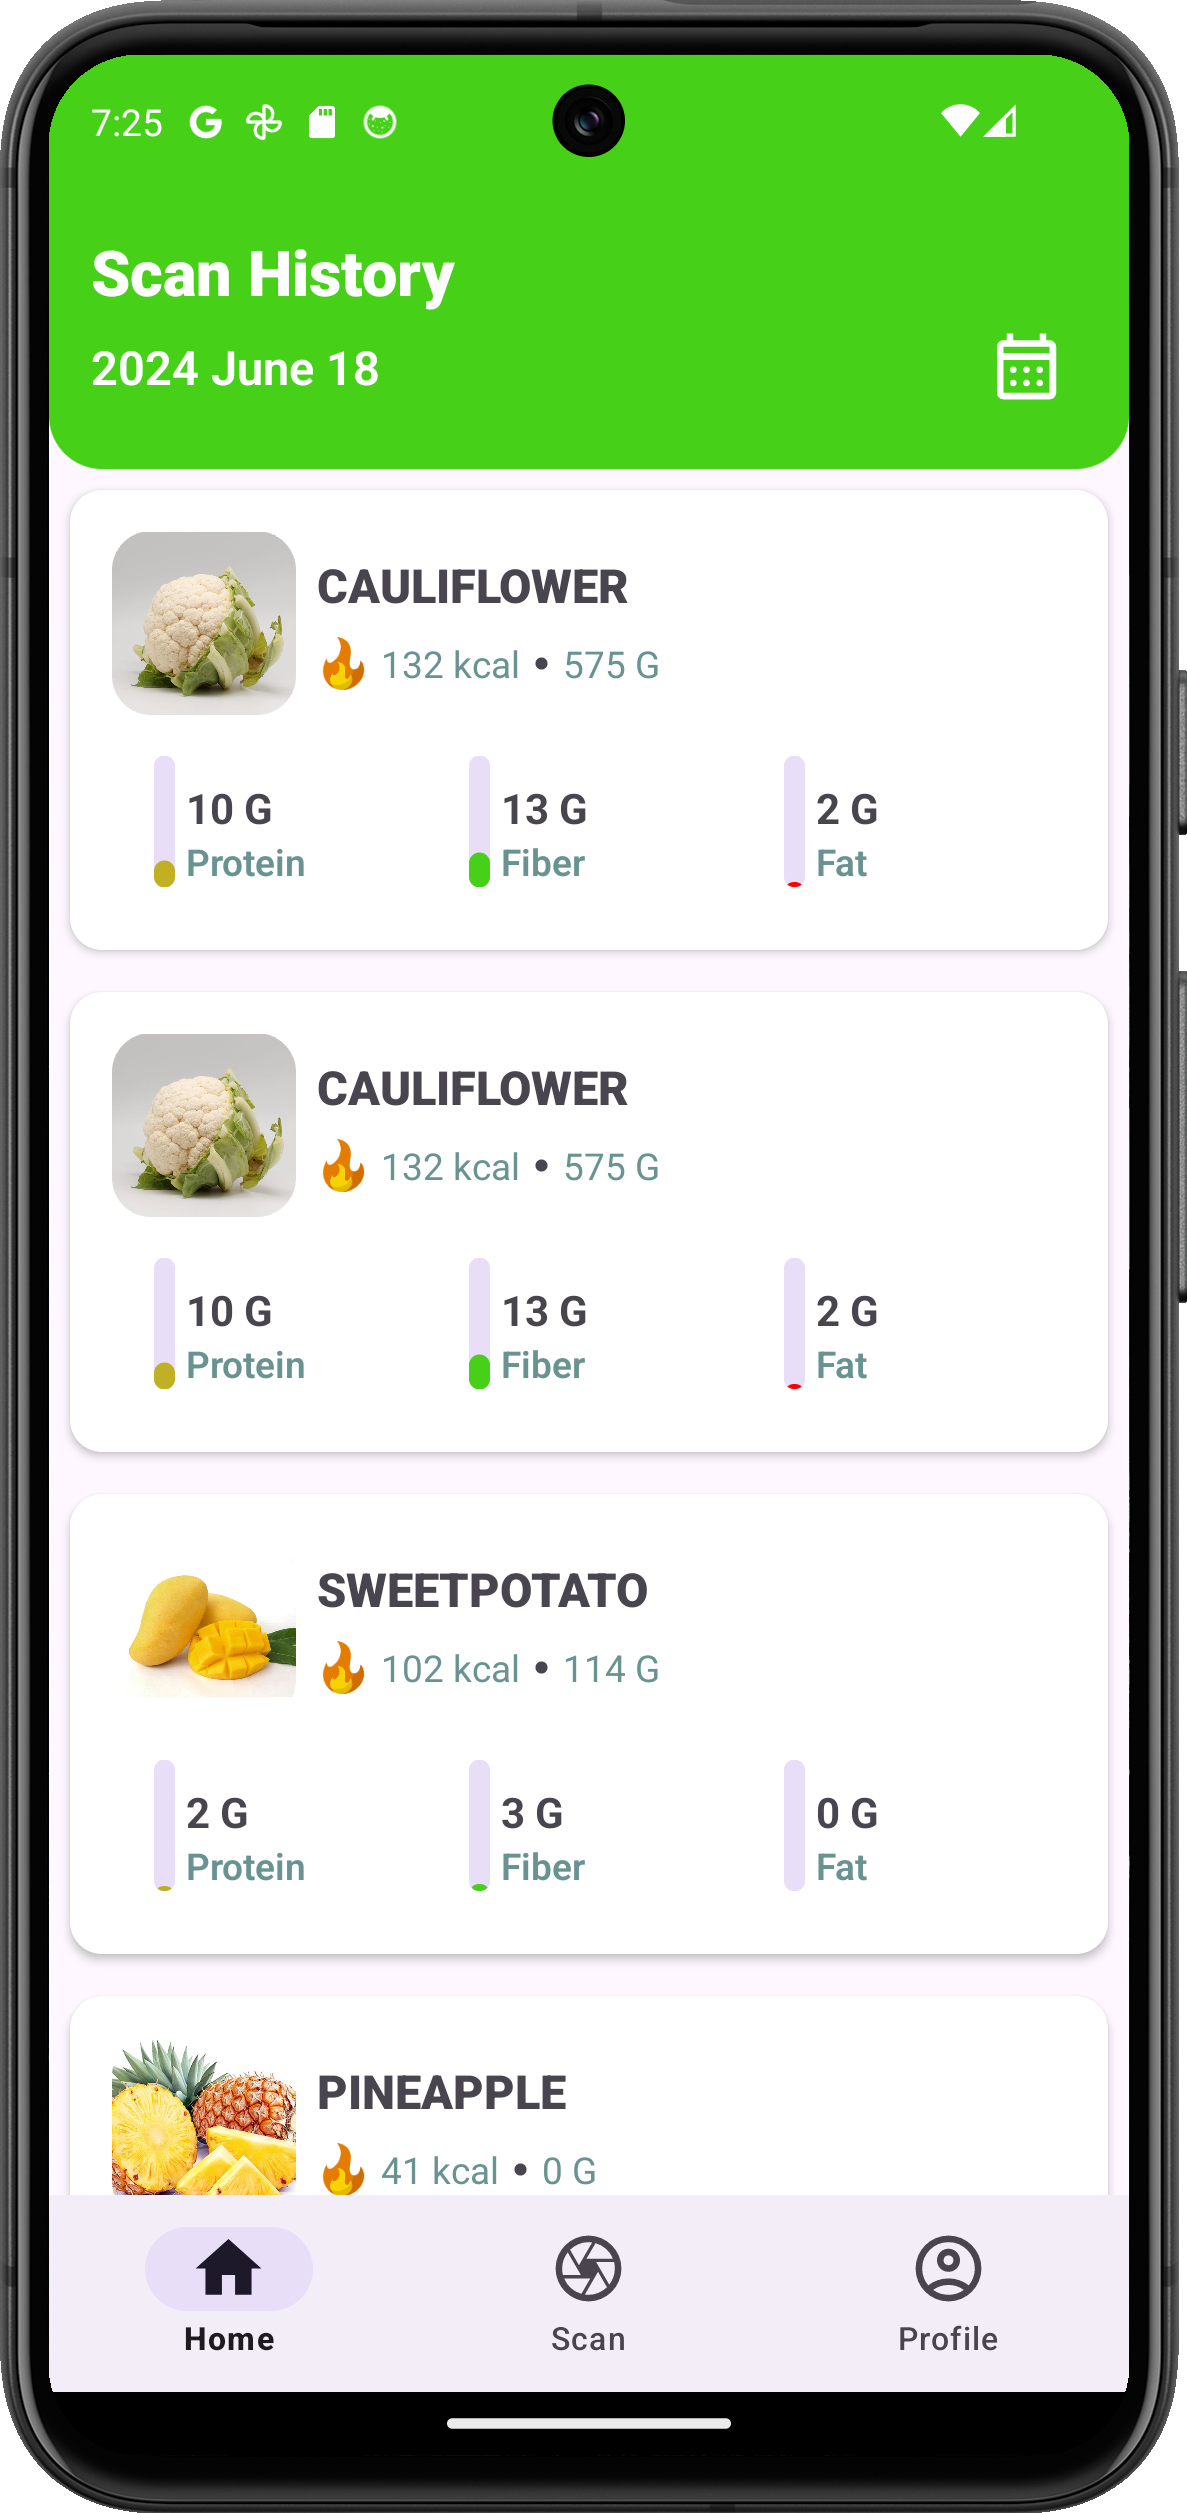 7:25
Scan History
2024 June 18
CAULIFLOWER
132 kcal • 575 G
10 G
Protein
13 G
Fiber
2 G
Fat
CAULIFLOWER
132 kcal • 575 G
10 G
Protein
13 G
Fiber
2 G
Fat
SWEETPOTATO
102 kcal • 114 G
2 G
Protein
3 G
Fiber
0 G
Fat
PINEAPPLE
41 kcal • 0 G
Home
Scan
Profile